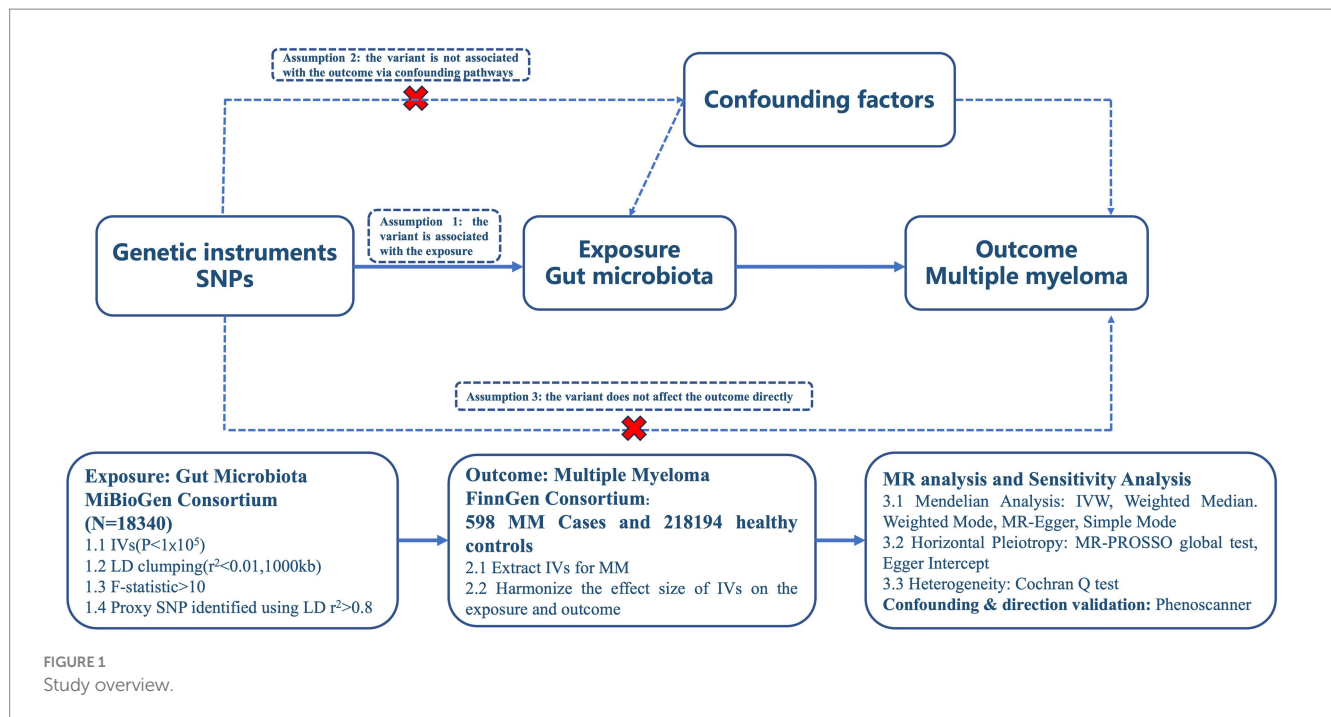 Assumption 2: the variant is not associated
with the outcome via confounding pathways
Confounding factors
Assumption 1: the
variant is associated
with the exposure
Genetic instruments
SNPs
Exposure
Gut microbiota
Outcome
Multiple myeloma
Assumption 3: the variant does not affect the outcome directly
Exposure: Gut Microbiota
MiBioGen Consortium
(N=18340)
1.1 IVs(P<1x10⁵)
1.2 LD clumping(r²<0.01,1000kb)
1.3 F-statistic>10
1.4 Proxy SNP identified using LD r²>0.8
Outcome: Multiple Myeloma
FinnGen Consortium:
598 MM Cases and 218194 healthy
controls
2.1 Extract IVs for MM
2.2 Harmonize the effect size of IVs on the
exposure and outcome
MR analysis and Sensitivity Analysis
3.1 Mendelian Analysis: IVW, Weighted Median.
Weighted Mode, MR-Egger, Simple Mode
3.2 Horizontal Pleiotropy: MR-PROSSO global test,
Egger Intercept
3.3 Heterogeneity: Cochran Q test
Confounding & direction validation: Phenoscanner
FIGURE 1
Study overview.